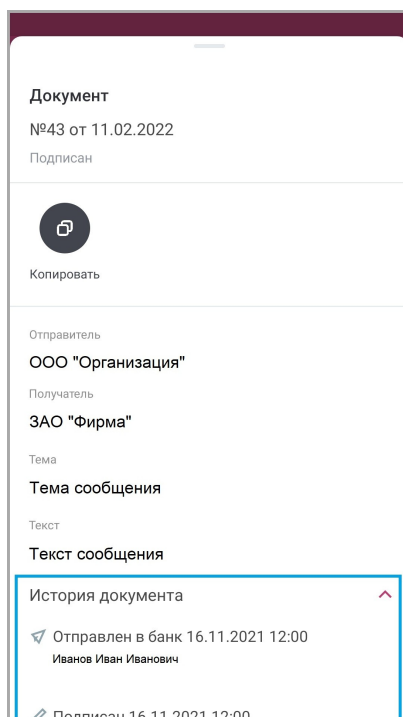 Документ
№43 от 11.02.2022
Подписан
Копировать
Отправитель
ООО "Организация"
Получатель
ЗАО "Фирма"
Тема
Тема сообщения
Текст
Текст сообщения
История документа
Отправлен в банк 16.11.2021 12:00
Иванов Иван Иванович
Подписан 16.11.2021 12:00